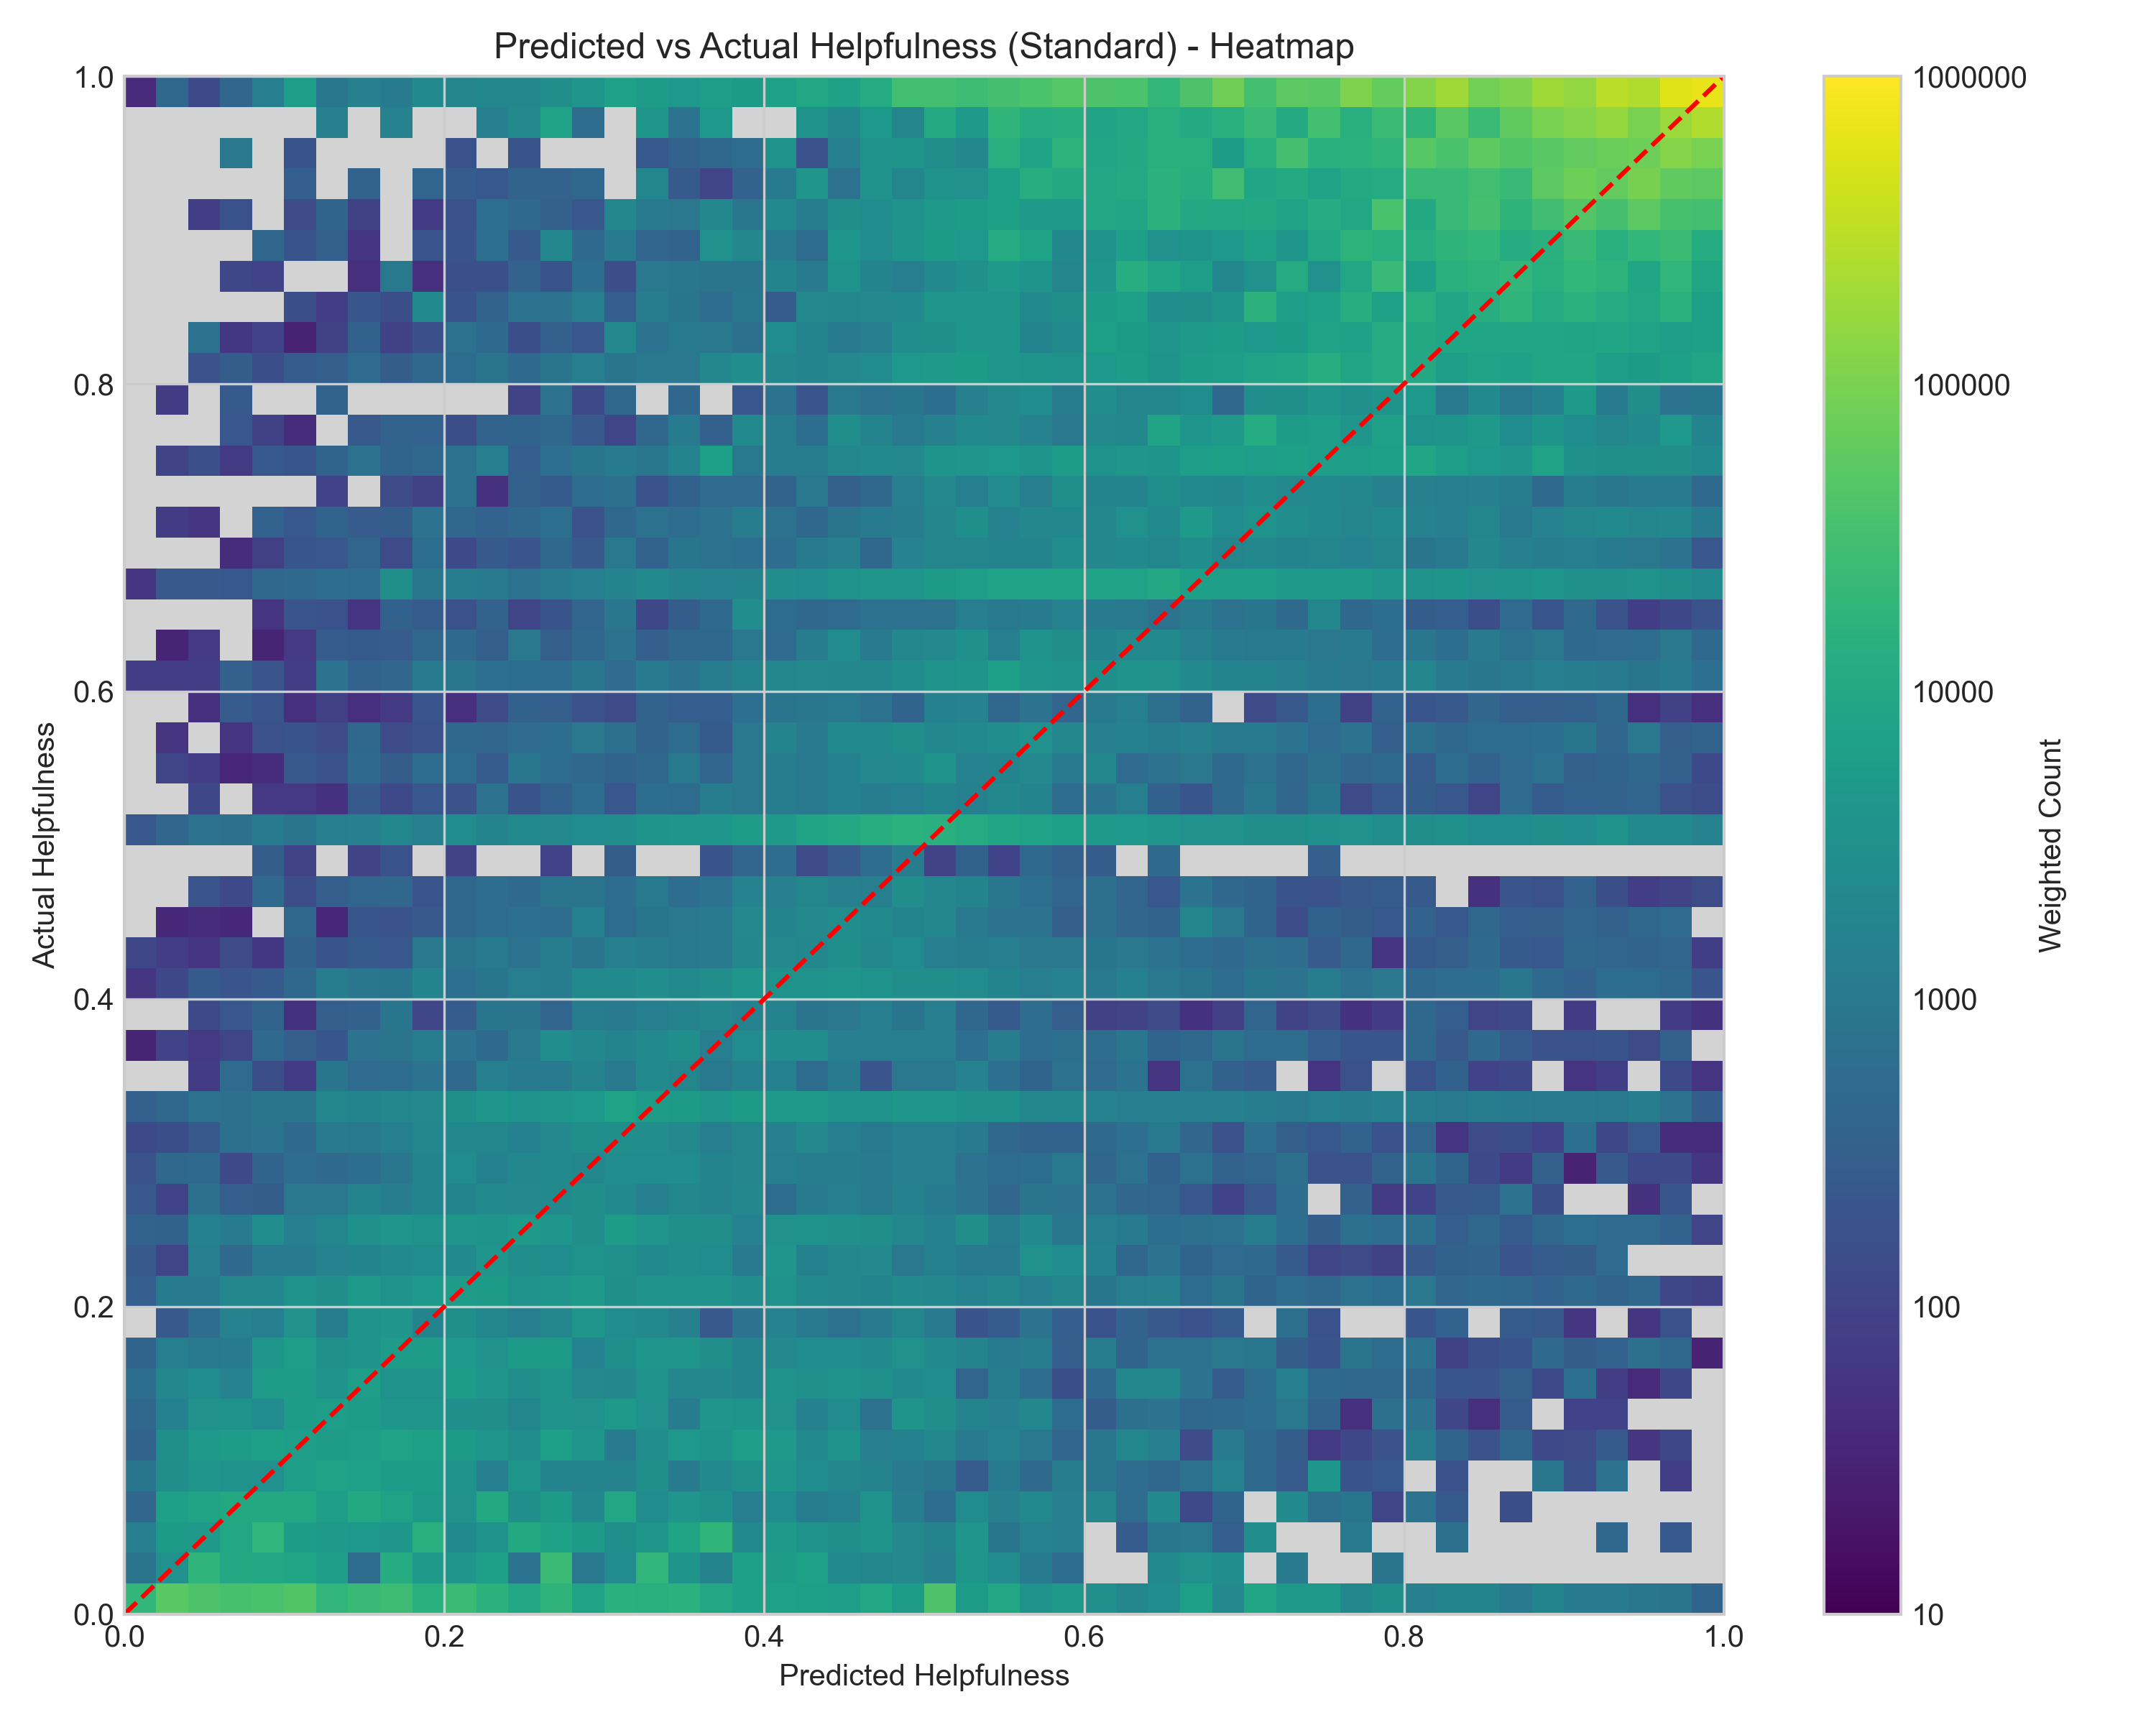 Predicted vs Actual Helpfulness (Standard) - Heatmap
1.0
0.8
0.6
0.4
0.2
0.0
Actual Helpfulness
0.0 0.2 0.4 0.6 0.8 1.0
Predicted Helpfulness
1000000
100000
10000
1000
100
10
Weighted Count